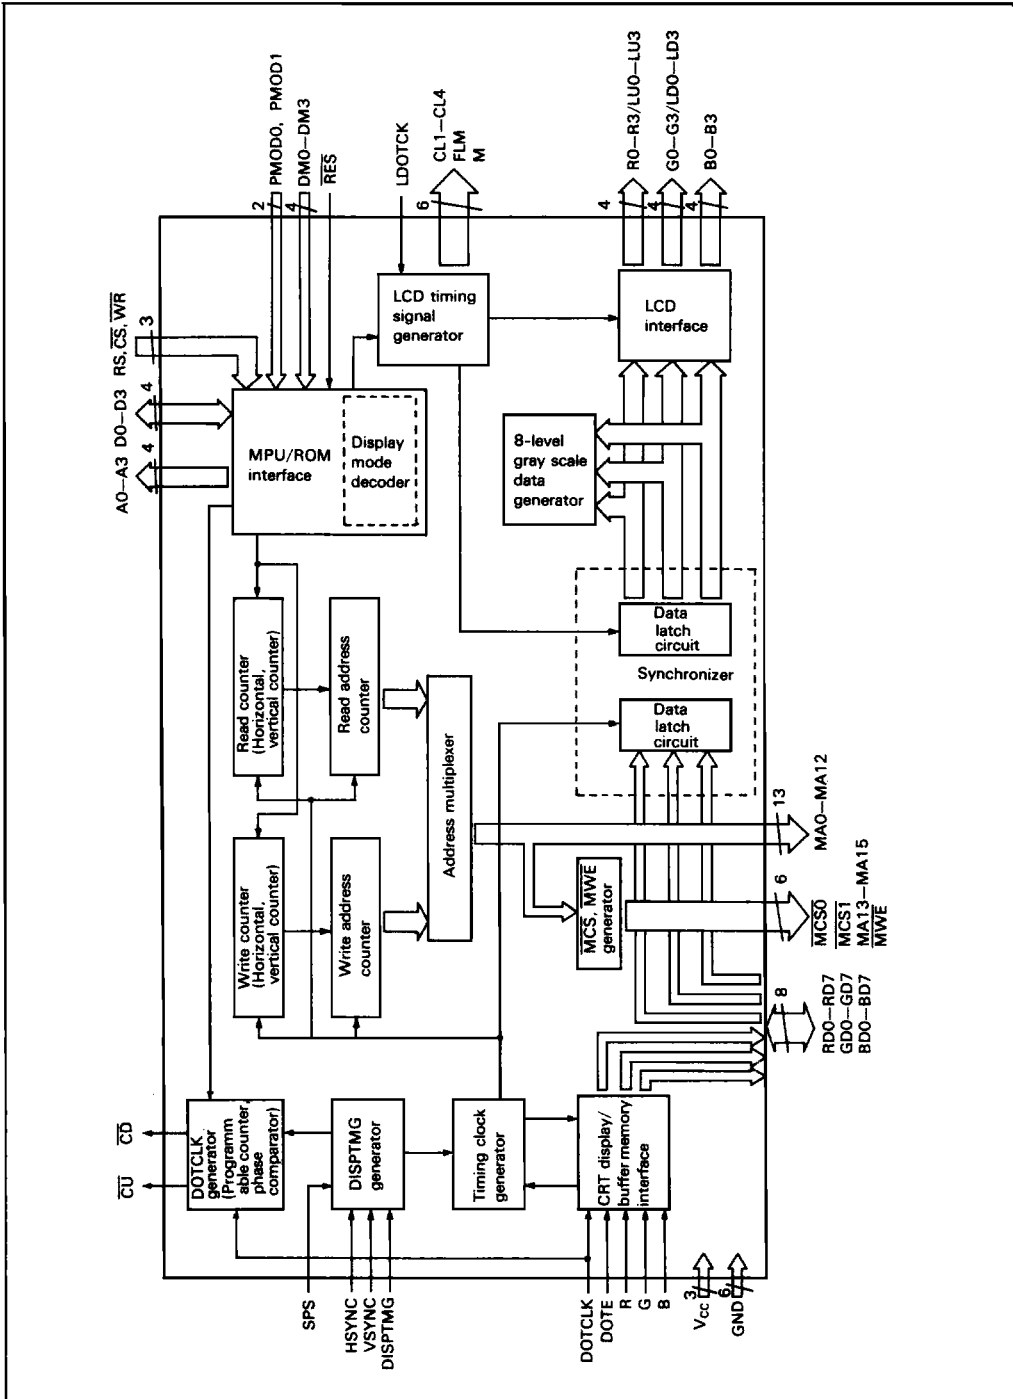 PMOD0, PMOD1
DM0–DM3
RES
LDOTCK
CL1–CL4
FLM
M
R0–R3/LU0–LU3
G0–G3/LD0–LD3
B0–B3
2
4
6
4
4
4
RS, CS, WR
3
D0–D3
4
A0–A3
4
MPU/ROM
interface
Display
mode
decoder
LCD timing
signal
generator
LCD
interface
8-level
gray scale
data
generator
Read counter
(Horizontal,
vertical counter)
Read address
counter
Write counter
(Horizontal,
vertical counter)
Write address
counter
Address multiplexer
Data
latch
circuit
Synchronizer
Data
latch
circuit
MCS, MWE
generator
13
MA0–MA12
6
MCS0
MCS1
MA13–MA15
MWE
8
RD0–RD7
GD0–GD7
BD0–BD7
CD
CU
DOTCLK
generator
(Programm
able counter,
phase
comparator)
DISPTMG
generator
Timing clock
generator
CRT display/
buffer memory
interface
SPS
HSYNC
VSYNC
DISPTMG
DOTCLK
DOTE
R
G
B
Vcc
3
GND
6